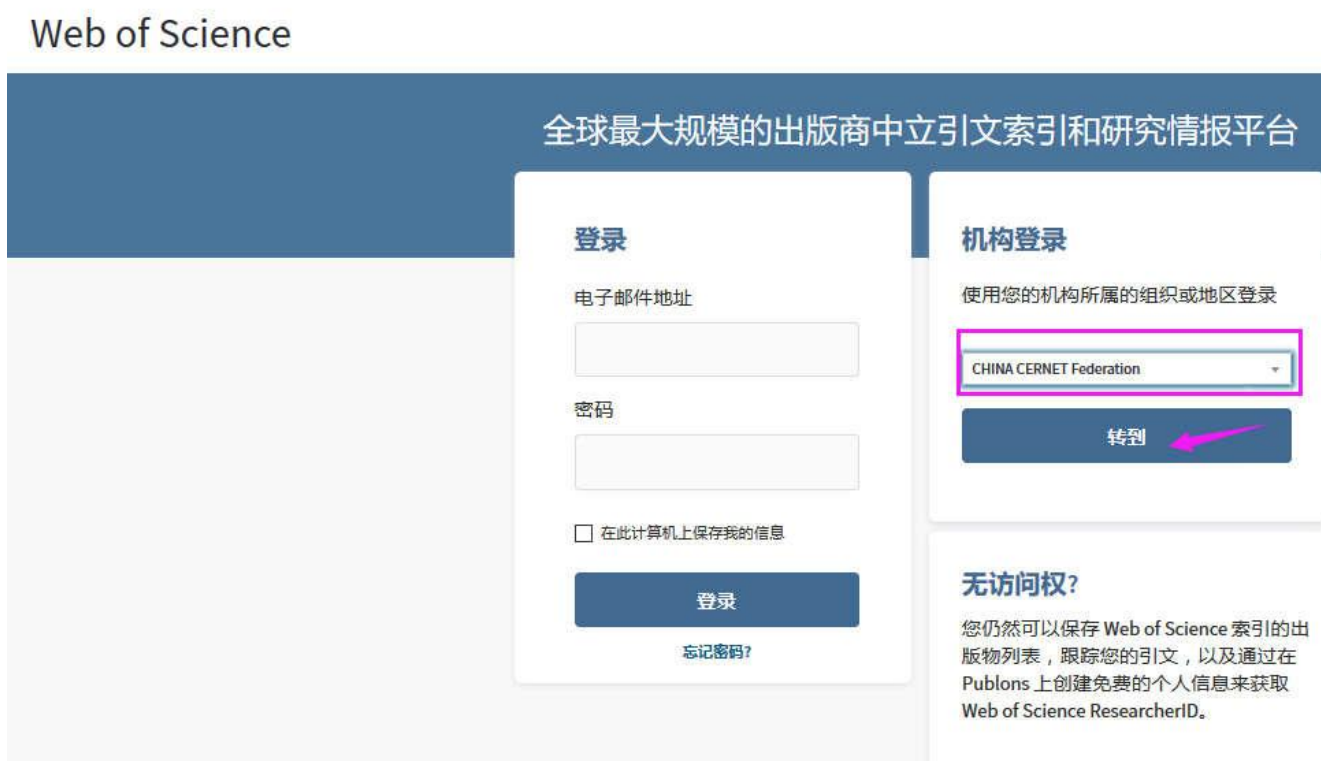 Web of Science
全球最大规模的出版商中立引文索引和研究情报平台
登录
电子邮件地址
密码
在此计算机上保存我的信息
登录
忘记密码?
机构登录
使用您的机构所属的组织或地区登录
CHINA CERNET Federation
转到
无访问权?
您仍然可以保存 Web of Science 索引的出
版物列表，跟踪您的引文，以及通过在
Publons 上创建免费的个人信息来获取
Web of Science ResearcherID。